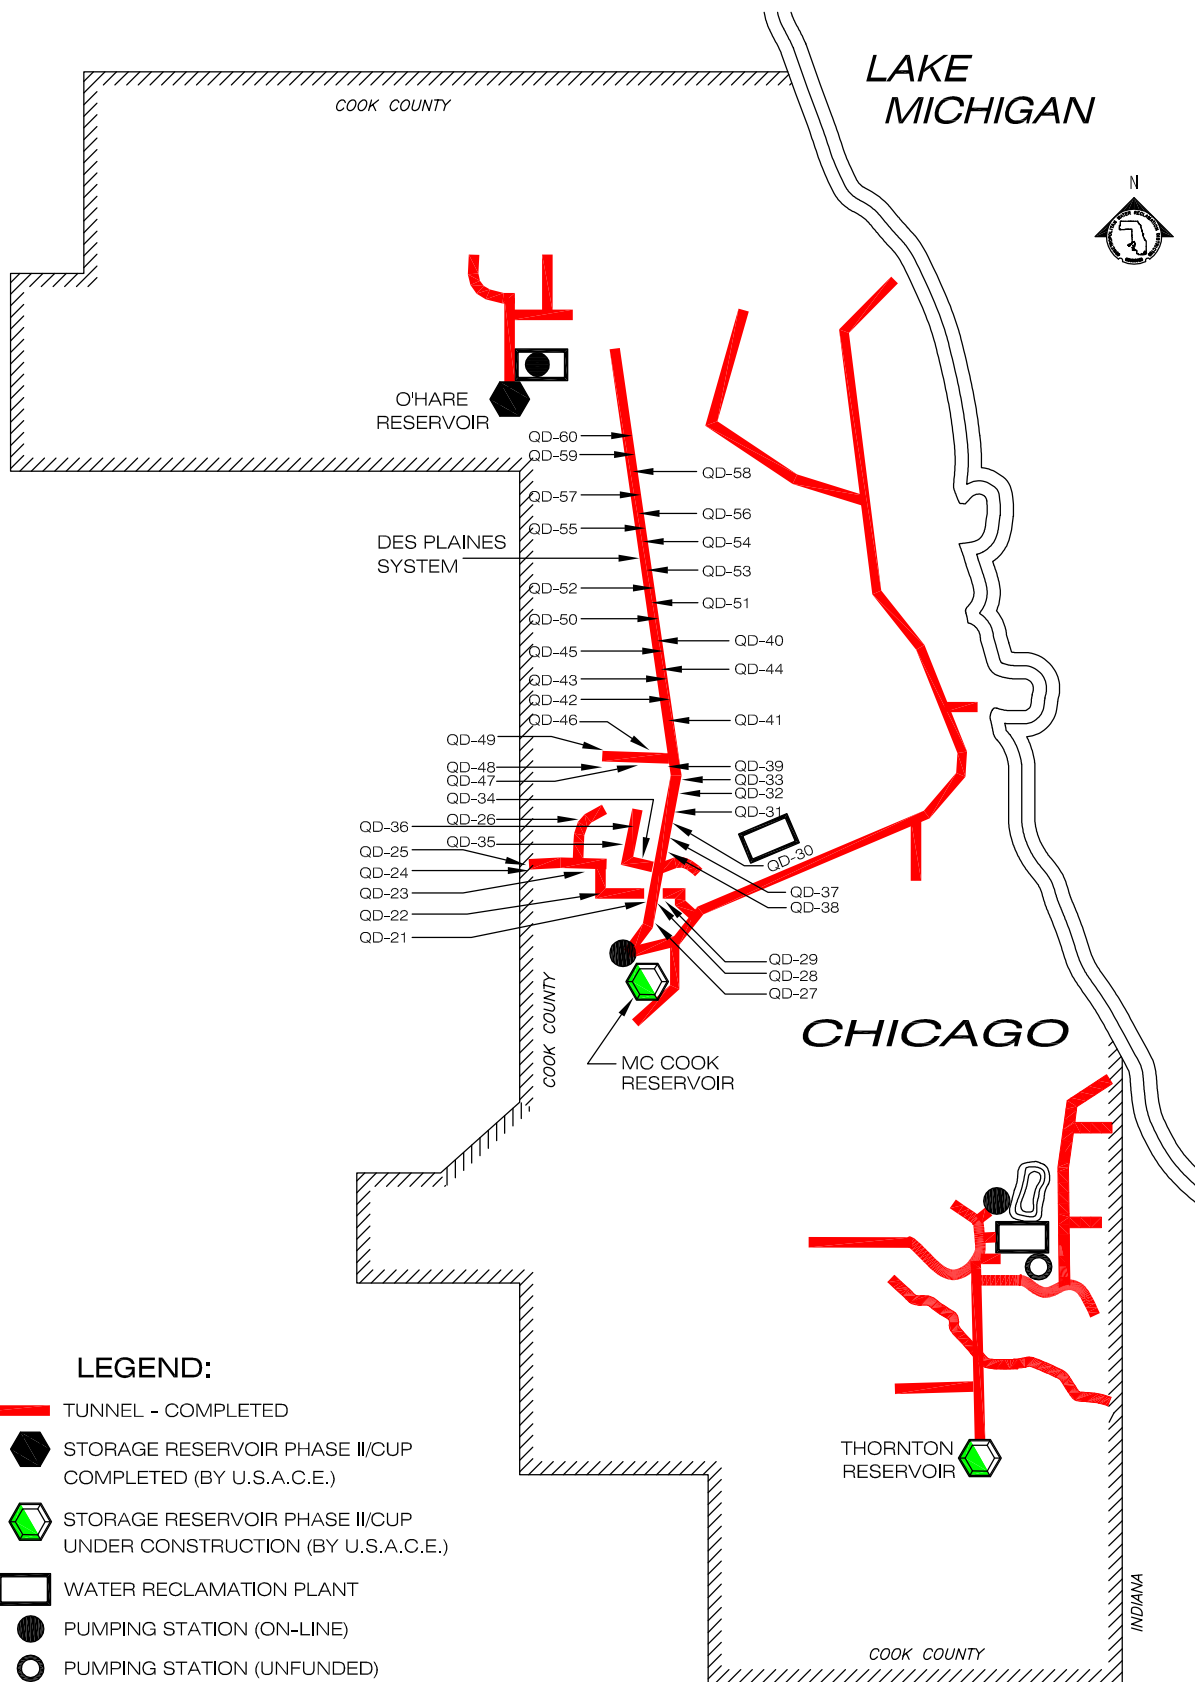 LAKE
MICHIGAN
COOK COUNTY
N
O'HARE
RESERVOIR
QD-60
QD-59
QD-58
QD-57
QD-56
QD-55
QD-54
DES PLAINES
SYSTEM
QD-53
QD-52
QD-51
QD-50
QD-40
QD-45
QD-44
QD-43
QD-42
QD-46
QD-41
QD-49
QD-48
QD-39
QD-47
QD-33
QD-32
QD-34
QD-31
QD-26
QD-36
QD-35
QD-25
QD-30
QD-24
QD-23
QD-37
QD-22
QD-38
QD-21
QD-29
QD-28
QD-27
COOK COUNTY
CHICAGO
MC COOK
RESERVOIR
THORNTON
RESERVOIR
LEGEND:
TUNNEL - COMPLETED
STORAGE RESERVOIR PHASE II/CUP
COMPLETED (BY U.S.A.C.E.)
STORAGE RESERVOIR PHASE II/CUP
UNDER CONSTRUCTION (BY U.S.A.C.E.)
WATER RECLAMATION PLANT
PUMPING STATION (ON-LINE)
PUMPING STATION (UNFUNDED)
INDIANA
COOK COUNTY